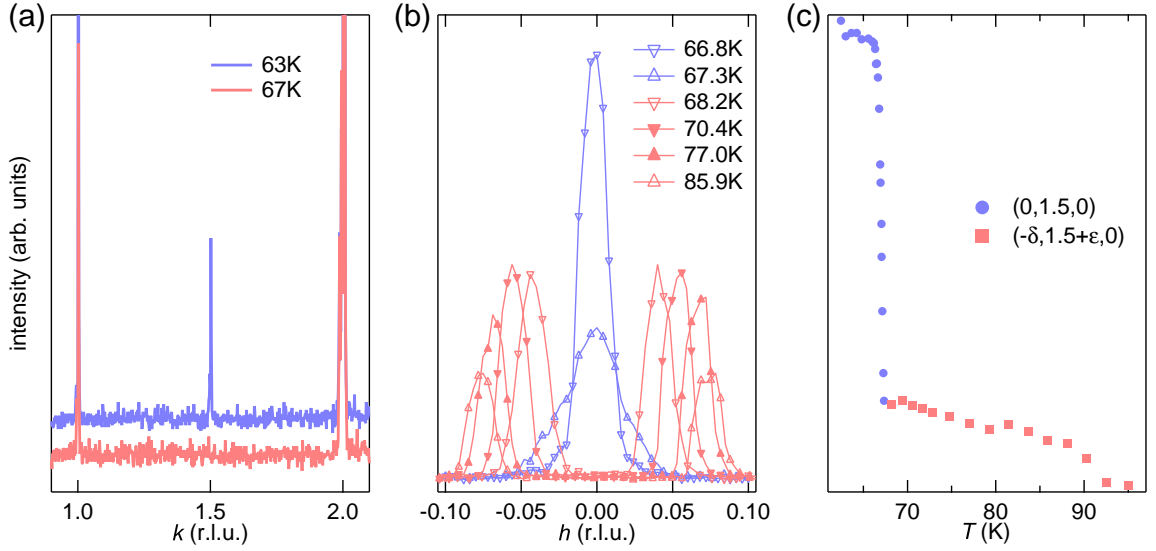 (a)
63K
67K
intensity (arb. units)
1.0
1.5
2.0
k (r.l.u.)
(b)
66.8K
67.3K
68.2K
70.4K
77.0K
85.9K
-0.10
-0.05
0.00
0.05
0.10
h (r.l.u.)
(c)
(0,1.5,0)
(-δ,1.5+ε,0)
70
80
90
T (K)